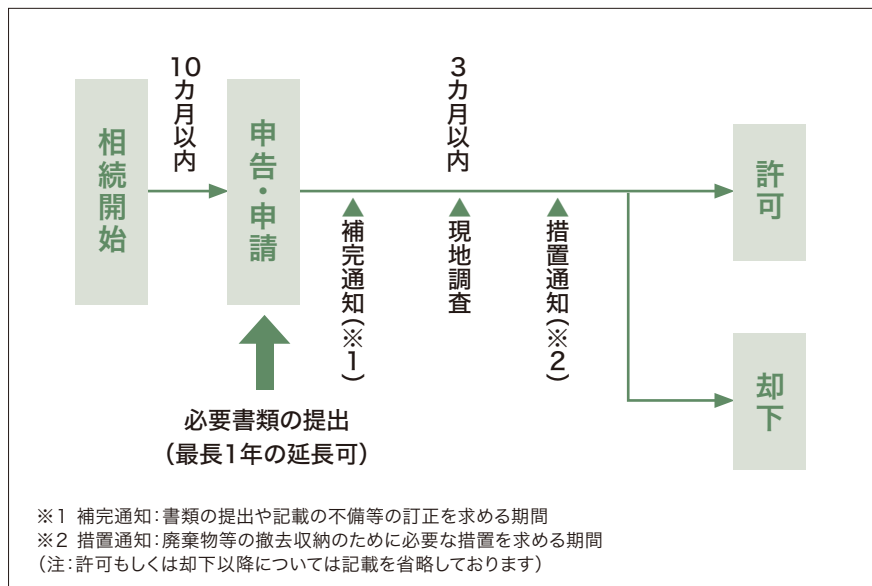 相続開始
10カ月以内
申告・申請
3カ月以内
補完通知(※1)
現地調査
措置通知(※2)
許可
却下
必要書類の提出
(最長1年の延長可)
※1 補完通知:書類の提出や記載の不備等の訂正を求める期間
※2 措置通知:廃棄物等の撤去収納のために必要な措置を求める期間
(注:許可もしくは却下以降については記載を省略しております)